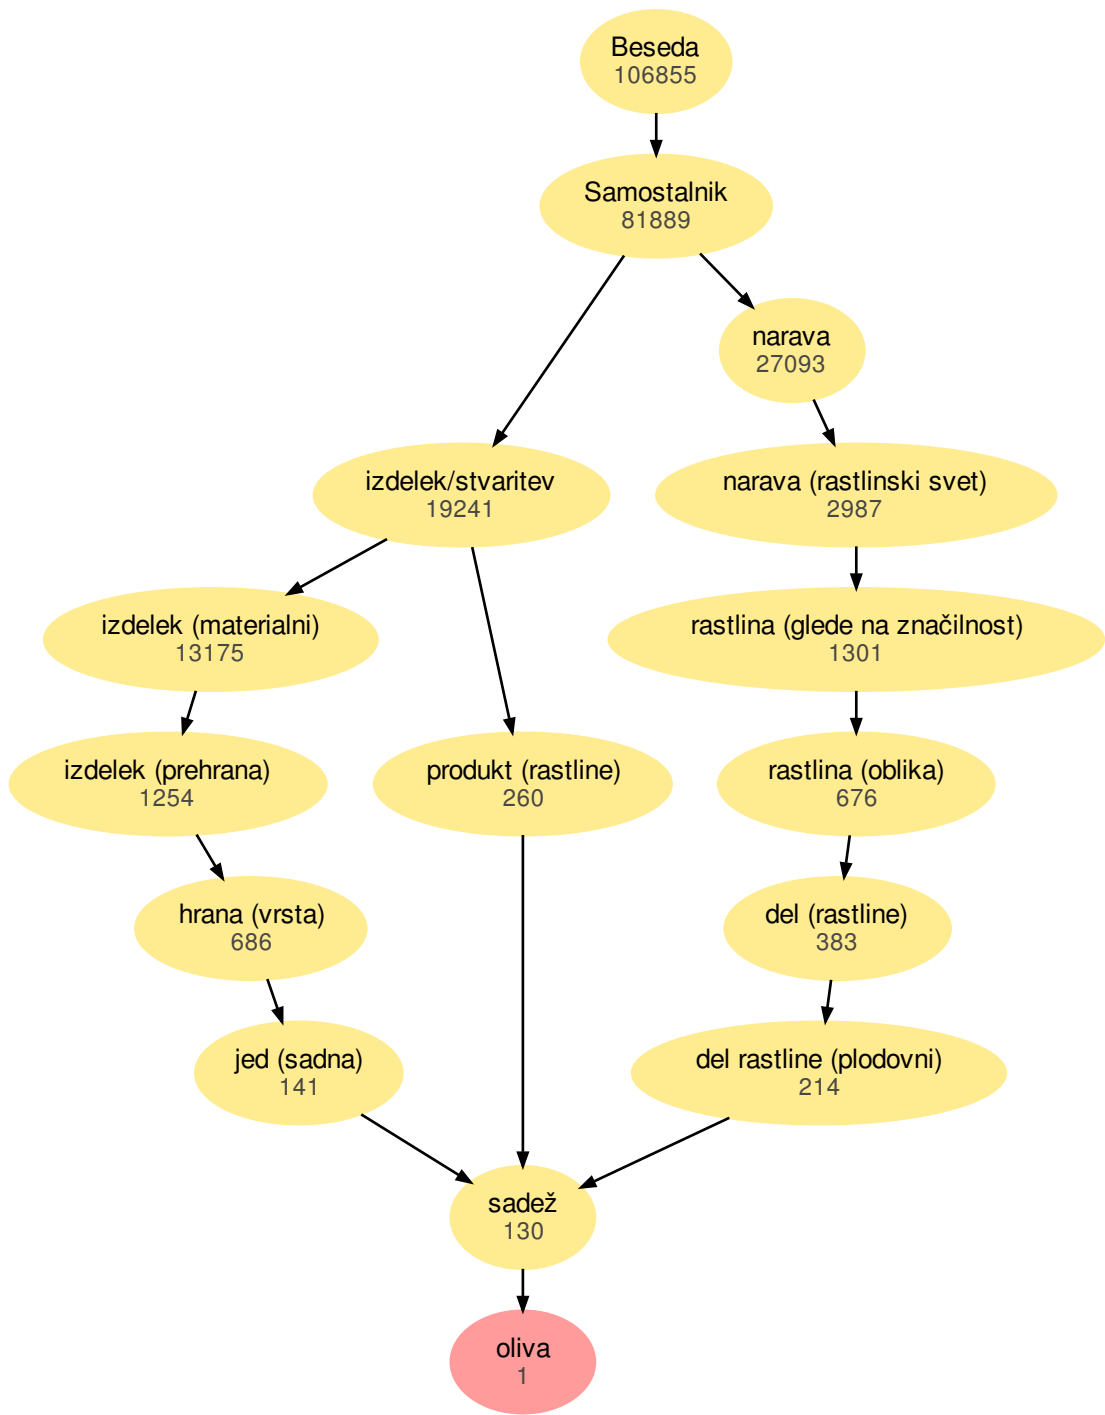 Beseda
106855
Samostalnik
81889
narava
27093
izdelek/stvaritev
19241
narava (rastlinski svet)
2987
izdelek (materialni)
13175
rastlina (glede na značilnost)
1301
izdelek (prehrana)
1254
produkt (rastline)
260
rastlina (oblika)
676
hrana (vrsta)
686
del (rastline)
383
jed (sadna)
141
del rastline (plodovni)
214
sadež
130
oliva
1